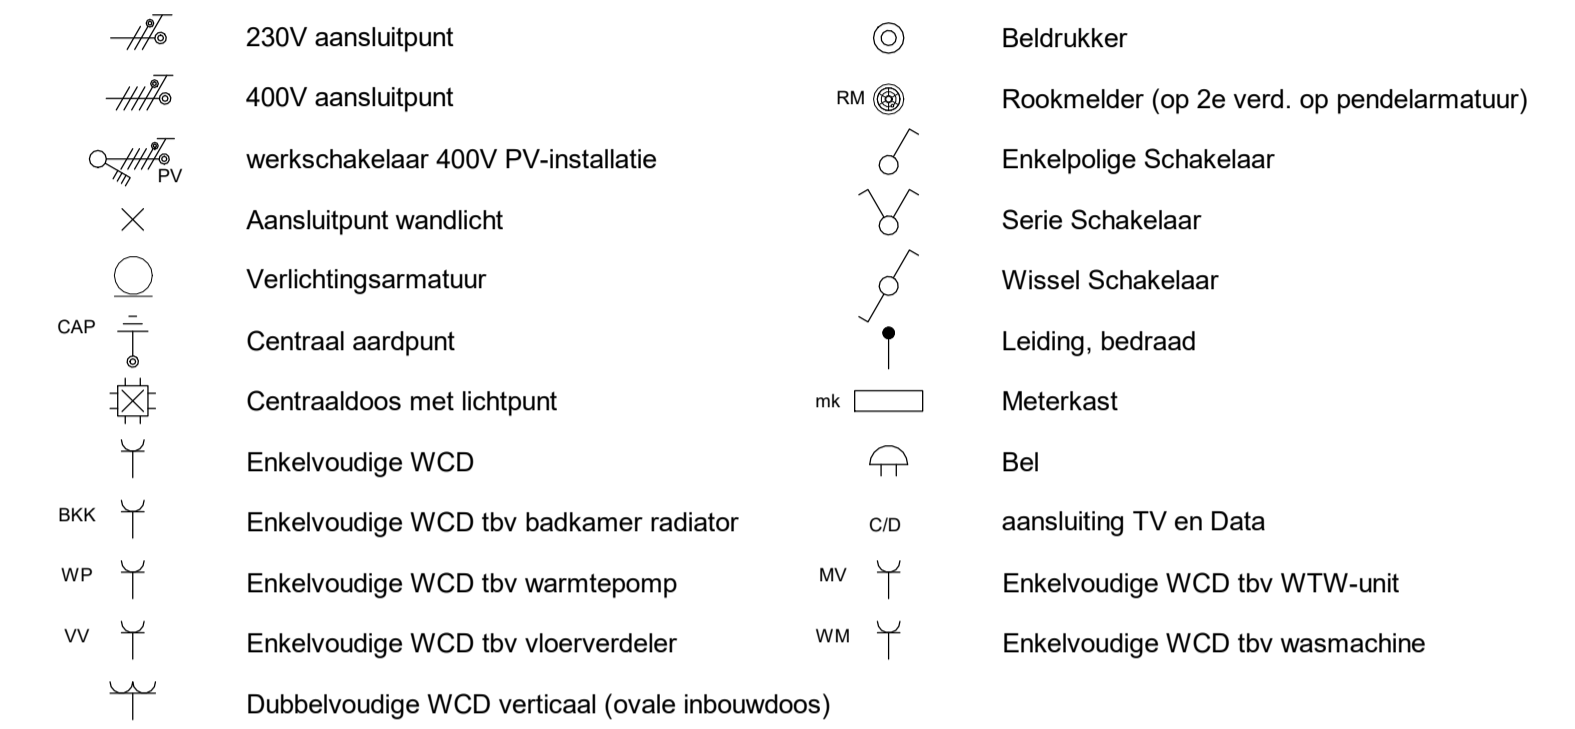 230V aansluitpunt
400V aansluitpunt
PV
werkschakelaar 400V PV-installatie
Aansluitpunt wandlicht
Verlichtingsarmatuur
CAP
Centraal aardpunt
Centraaldoos met lichtpunt
Enkelvoudige WCD
BKK
Enkelvoudige WCD tbv badkamer radiator
WP
Enkelvoudige WCD tbv warmtepomp
VV
Enkelvoudige WCD tbv vloerverdeler
Dubbelvoudige WCD verticaal (ovale inbouwdoos)
Beldrukker
RM
Rookmelder (op 2e verd. op pendelarmatuur)
Enkelpolige Schakelaar
Serie Schakelaar
Wissel Schakelaar
Leiding, bedraad
mk
Meterkast
Bel
C/D
aansluiting TV en Data
MV
Enkelvoudige WCD tbv WTW-unit
WM
Enkelvoudige WCD tbv wasmachine